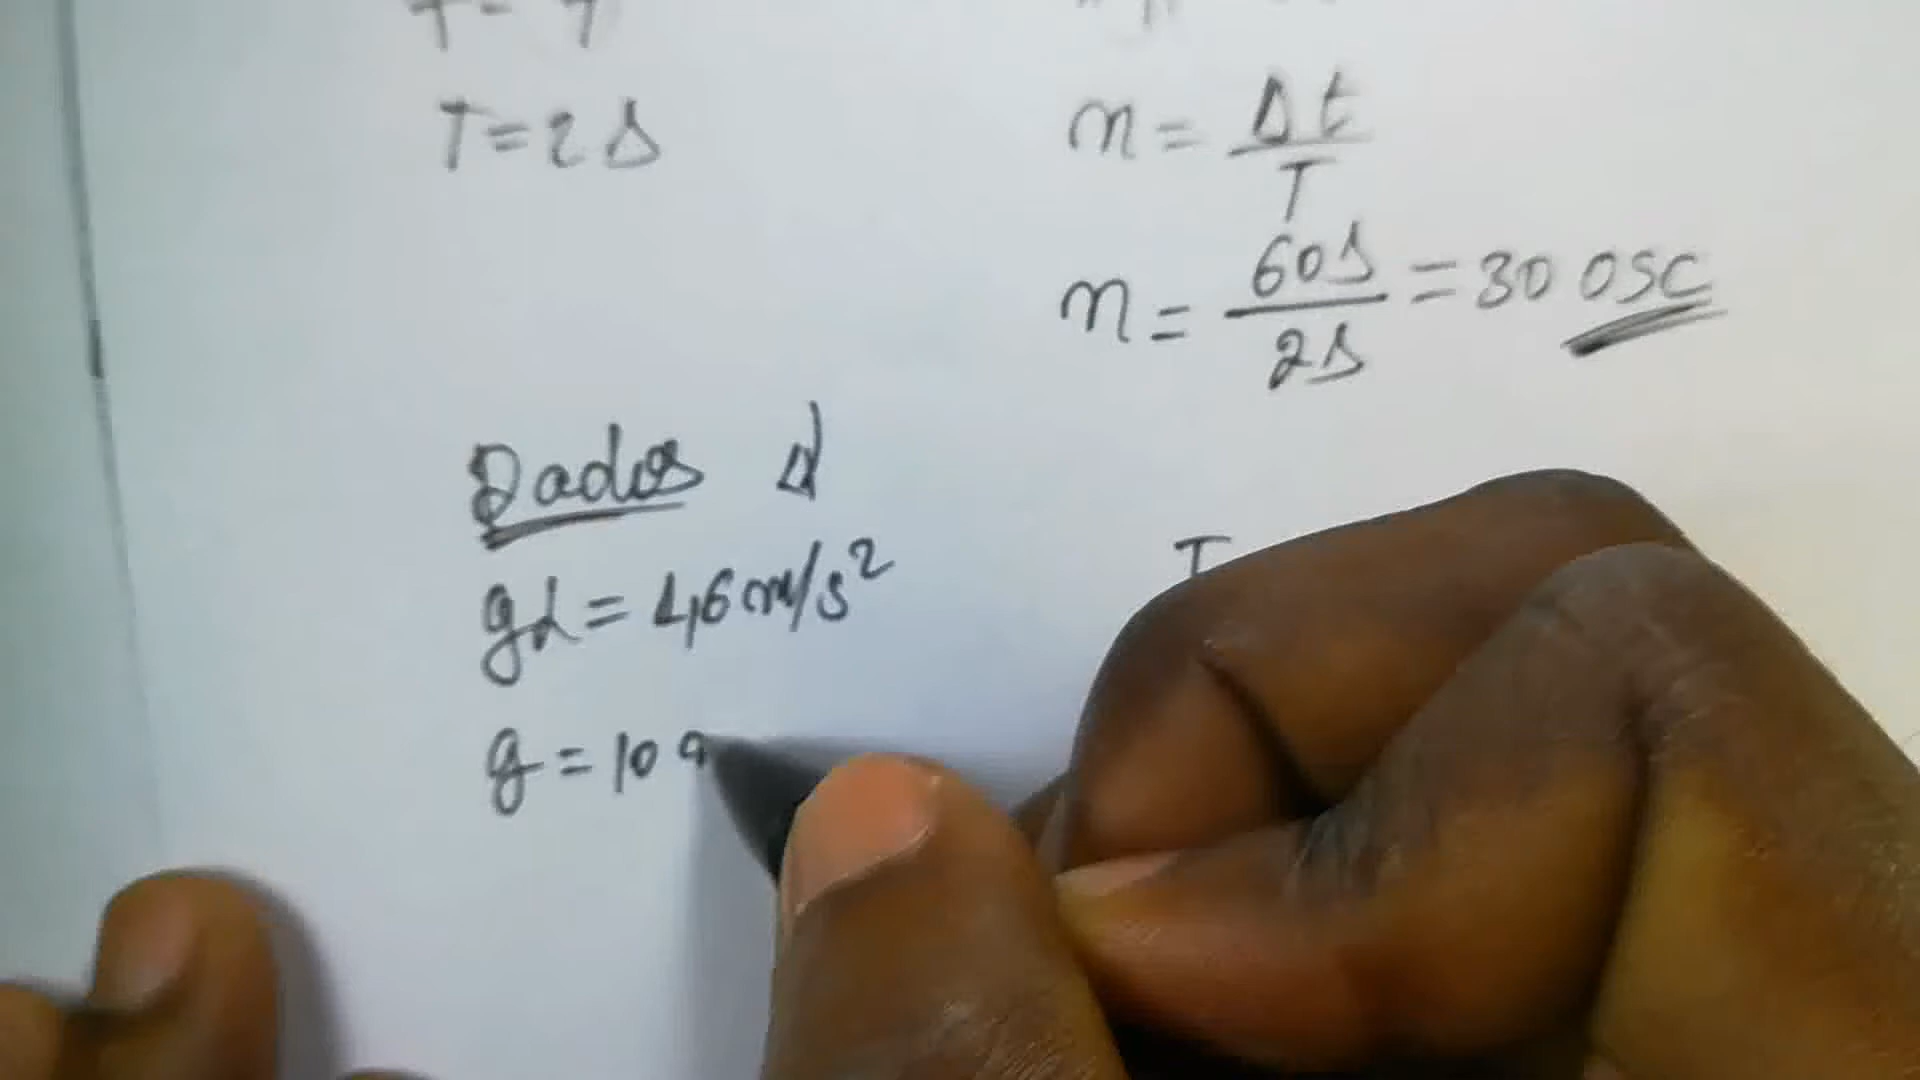 T = 2s
n = Δt / T
n = 60s / 2s = 30 osc
Dados d
gL = 1,6 m/s²
g = 10
T